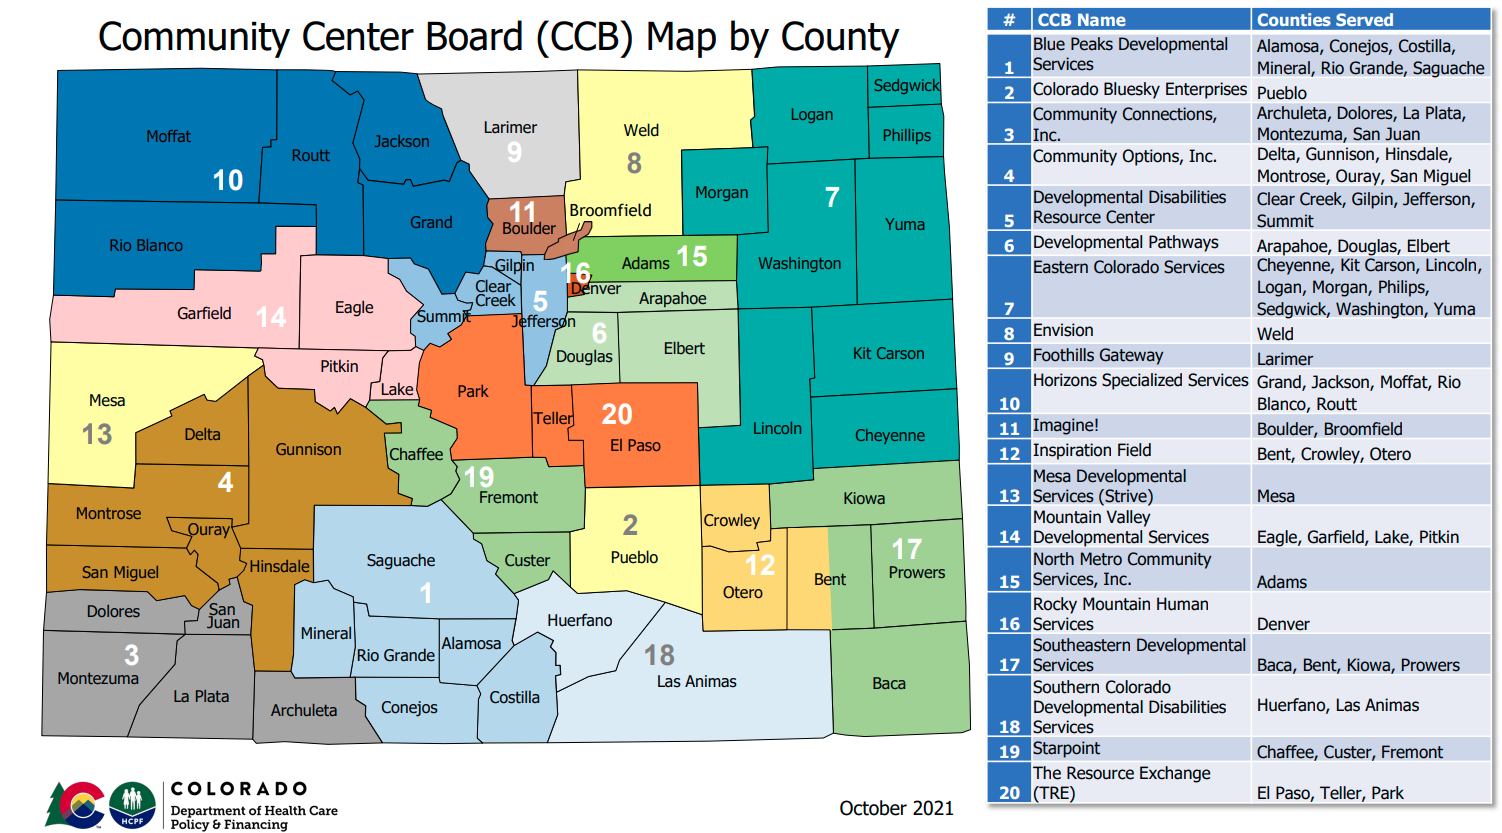 Community Center Board (CCB) Map by County
Moffat
10
Routt
Jackson
Larimer
9
Weld
8
Logan
Sedgwick
Phillips
Morgan
7
Yuma
Rio Blanco
Grand
11
Boulder
Broomfield
Gilpin
16
Adams 15
Washington
Denver
Clear
Creek
5
Arapahoe
Garfield
14
Eagle
Summit
Jefferson
6
Douglas
Elbert
Kit Carson
Pitkin
Lake
Park
Mesa
13
Teller
20
El Paso
Lincoln
Cheyenne
Delta
Gunnison
Chaffee
4
19
Fremont
Kiowa
Montrose
Ouray
2
Pueblo
Crowley
San Miguel
Hinsdale
Saguache
1
Custer
12
Otero
Bent
17
Prowers
Dolores
San
Juan
Mineral
Rio Grande
Alamosa
Huerfano
3
Montezuma
18
Las Animas
La Plata
Archuleta
Conejos
Costilla
Baca
# CCB Name Counties Served
1 Blue Peaks Developmental Services Alamosa, Conejos, Costilla, Mineral, Rio Grande, Saguache
2 Colorado Bluesky Enterprises Pueblo
3 Community Connections, Inc. Archuleta, Dolores, La Plata, Montezuma, San Juan
4 Community Options, Inc. Delta, Gunnison, Hinsdale, Montrose, Ouray, San Miguel
5 Developmental Disabilities Resource Center Clear Creek, Gilpin, Jefferson, Summit
6 Developmental Pathways Arapahoe, Douglas, Elbert
7 Eastern Colorado Services Cheyenne, Kit Carson, Lincoln, Logan, Morgan, Philips, Sedgwick, Washington, Yuma
8 Envision Weld
9 Foothills Gateway Larimer
10 Horizons Specialized Services Grand, Jackson, Moffat, Rio Blanco, Routt
11 Imagine! Boulder, Broomfield
12 Inspiration Field Bent, Crowley, Otero
13 Mesa Developmental Services (Strive) Mesa
14 Mountain Valley Developmental Services Eagle, Garfield, Lake, Pitkin
15 North Metro Community Services, Inc. Adams
16 Rocky Mountain Human Services Denver
17 Southeastern Developmental Services Baca, Bent, Kiowa, Prowers
18 Southern Colorado Developmental Disabilities Services Huerfano, Las Animas
19 Starpoint Chaffee, Custer, Fremont
20 The Resource Exchange (TRE) El Paso, Teller, Park
HCPF
COLORADO
Department of Health Care
Policy & Financing
October 2021